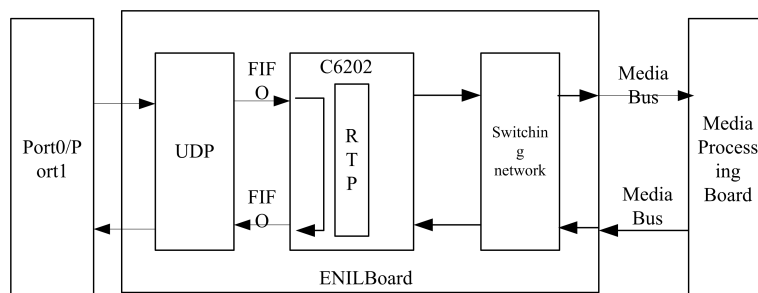 Port0/P
ort1
UDP
FIF
O
FIF
O
C6202
R
T
P
Switchin
g
network
Media
Bus
Media
Bus
Media
Process
ing
Board
ENILBoard